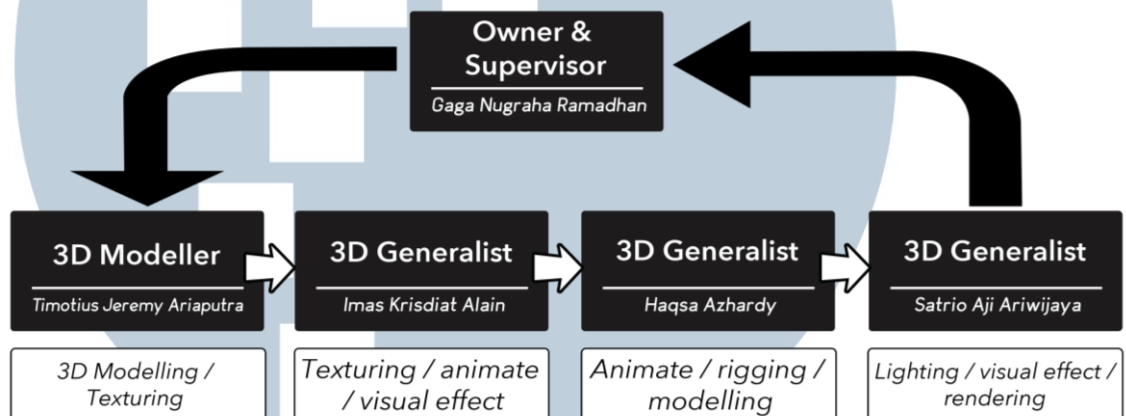 Owner &
Supervisor
Gaga Nugraha Ramadhan
3D Modeller
Timotius Jeremy Ariaputra
3D Generalist
Imas Krisdiat Alain
3D Generalist
Haqsa Azhardy
3D Generalist
Satrio Aji Ariwijaya
3D Modelling /
Texturing
Texturing / animate
/ visual effect
Animate / rigging /
modelling
Lighting / visual effect /
rendering